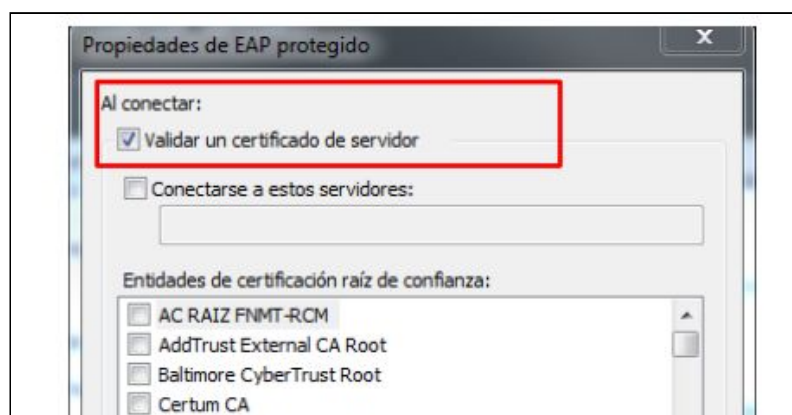 Propiedades de EAP protegido
x
Al conectar:
Validar un certificado de servidor
Conectarse a estos servidores:
Entidades de certificación raíz de confianza:
AC RAIZ FNMT-RCM
AddTrust External CA Root
Baltimore CyberTrust Root
Certum CA